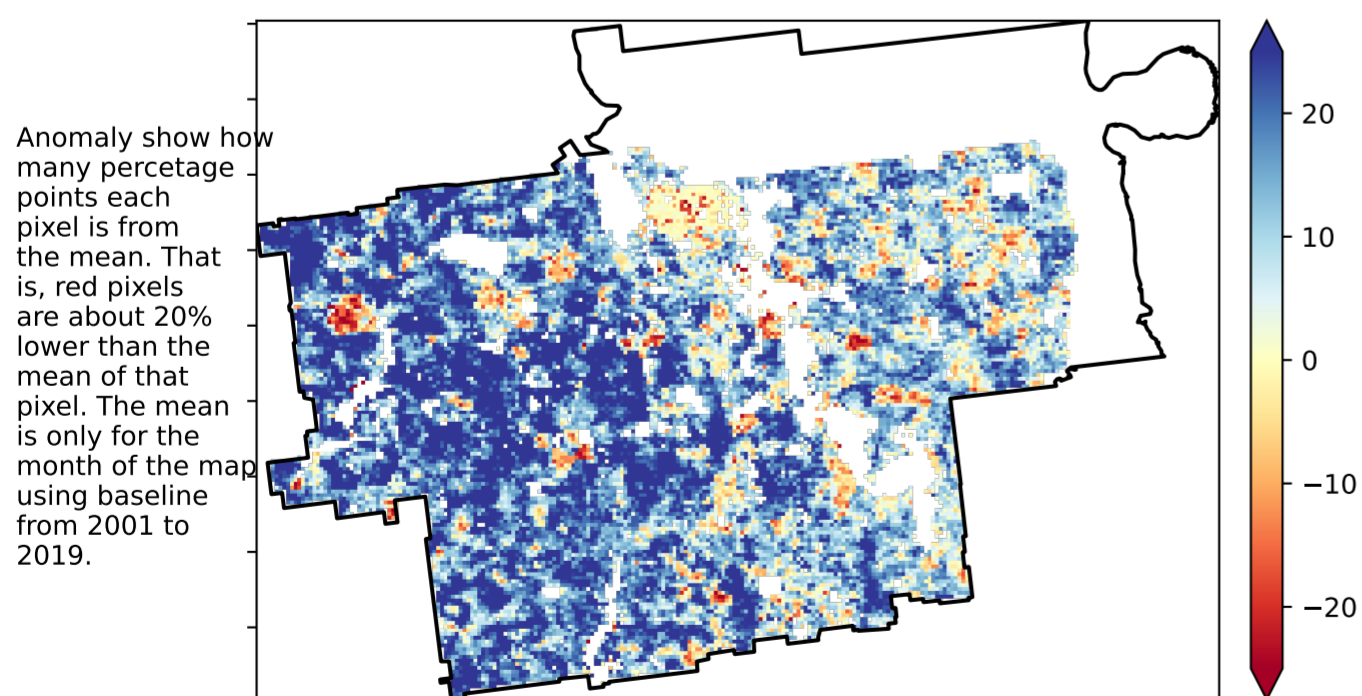 Anomaly show how
many percetage
points each
pixel is from
the mean. That
is, red pixels
are about 20%
lower than the
mean of that
pixel. The mean
is only for the
month of the map
using baseline
from 2001 to
2019.
20
10
0
−10
−20